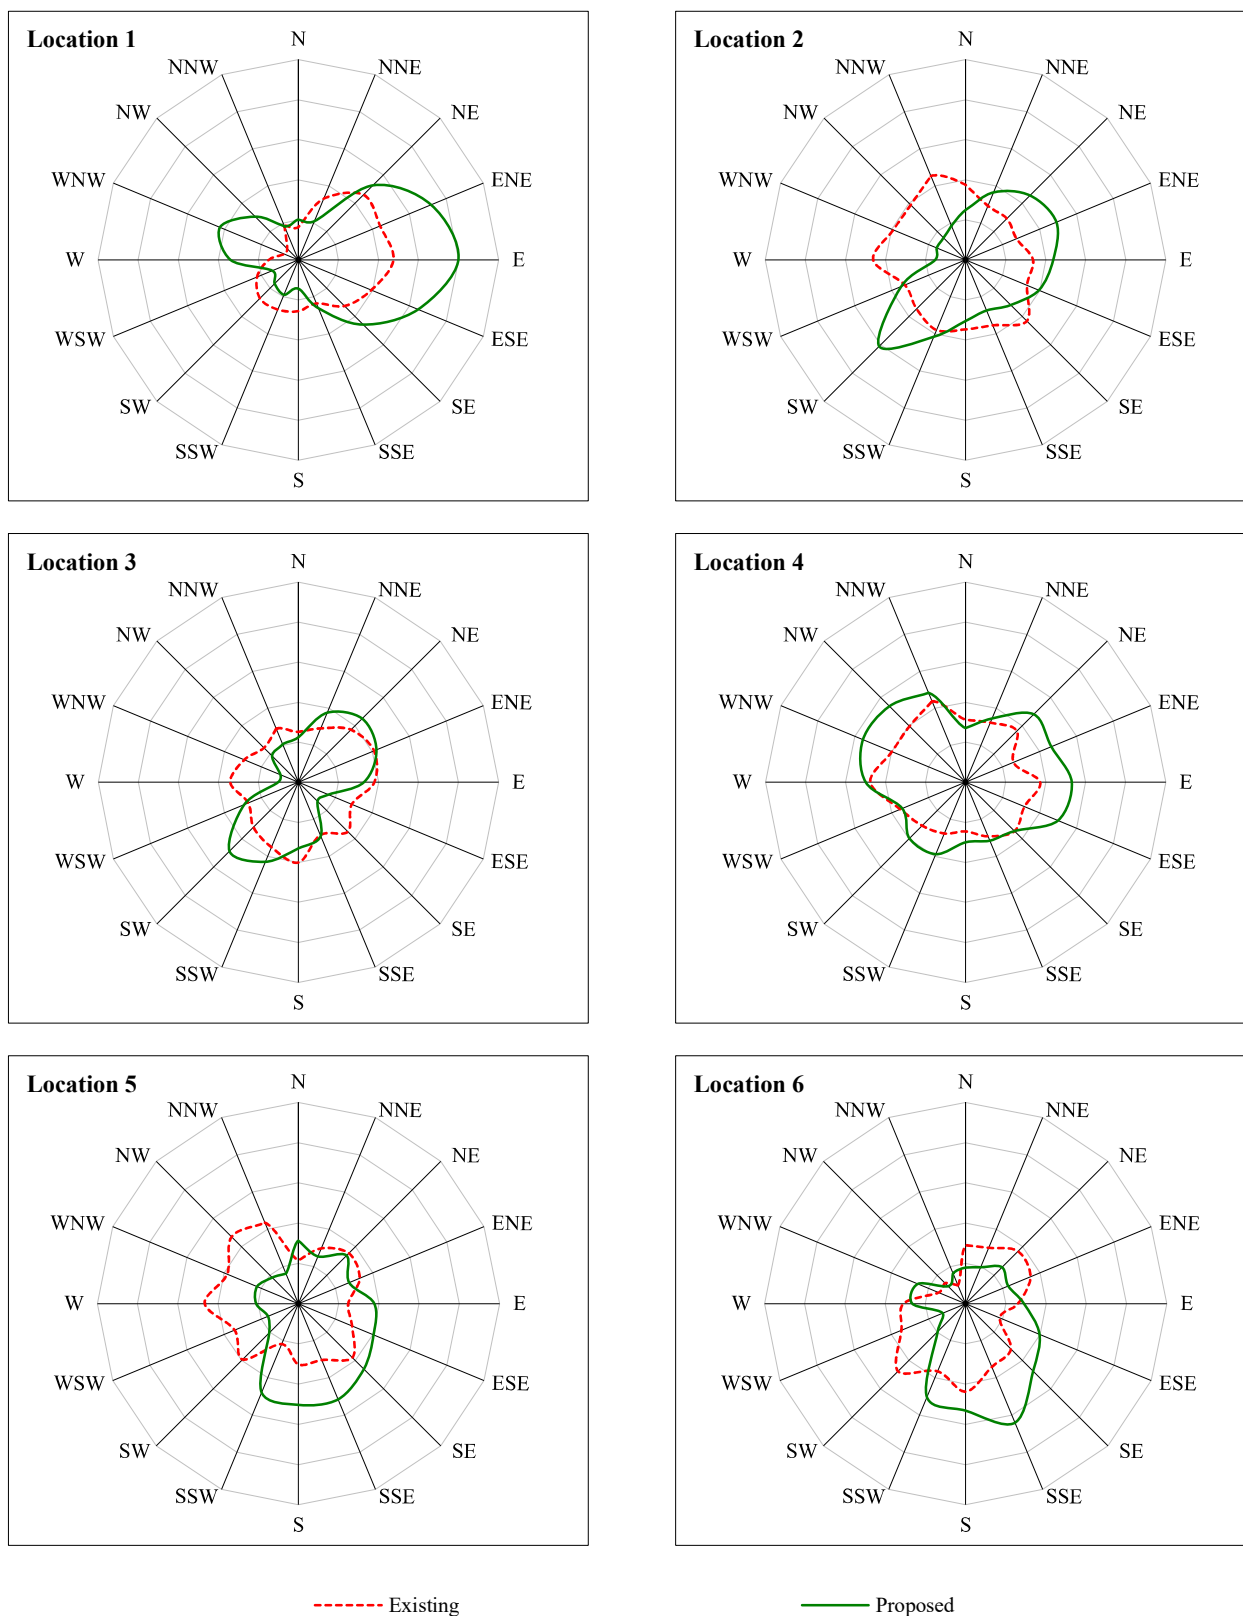 Location 1
N
NNW
NNE
NW
NE
WNW
ENE
W
E
WSW
ESE
SW
SE
SSW
SSE
S
Location 2
N
NNW
NNE
NW
NE
WNW
ENE
W
E
WSW
ESE
SW
SE
SSW
SSE
S
Location 3
N
NNW
NNE
NW
NE
WNW
ENE
W
E
WSW
ESE
SW
SE
SSW
SSE
S
Location 4
N
NNW
NNE
NW
NE
WNW
ENE
W
E
WSW
ESE
SW
SE
SSW
SSE
S
Location 5
N
NNW
NNE
NW
NE
WNW
ENE
W
E
WSW
ESE
SW
SE
SSW
SSE
S
Location 6
N
NNW
NNE
NW
NE
WNW
ENE
W
E
WSW
ESE
SW
SE
SSW
SSE
S
Existing
Proposed